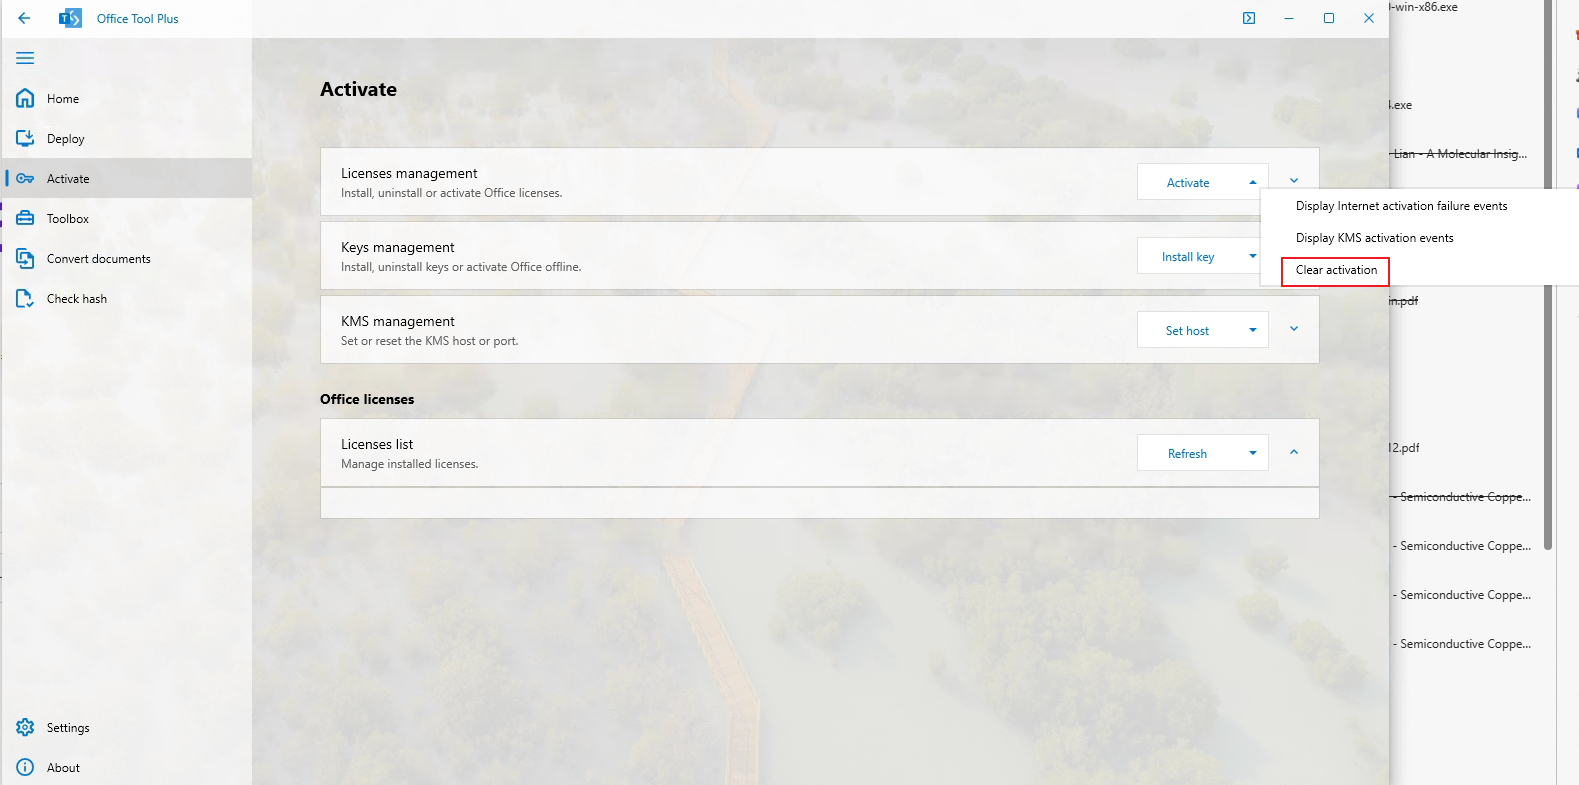 Office Tool Plus
Home
Deploy
Activate
Toolbox
Convert documents
Check hash
Settings
About
Activate
Licenses management
Install, uninstall or activate Office licenses.
Activate
Display Internet activation failure events
Display KMS activation events
Clear activation
Keys management
Install, uninstall keys or activate Office offline.
Install key
KMS management
Set or reset the KMS host or port.
Set host
Office licenses
Licenses list
Manage installed licenses.
Refresh
-win-x86.exe
.exe
Lian - A Molecular Insig...
in.pdf
12.pdf
- Semiconductive Coppe...
- Semiconductive Coppe...
- Semiconductive Coppe...
- Semiconductive Coppe...